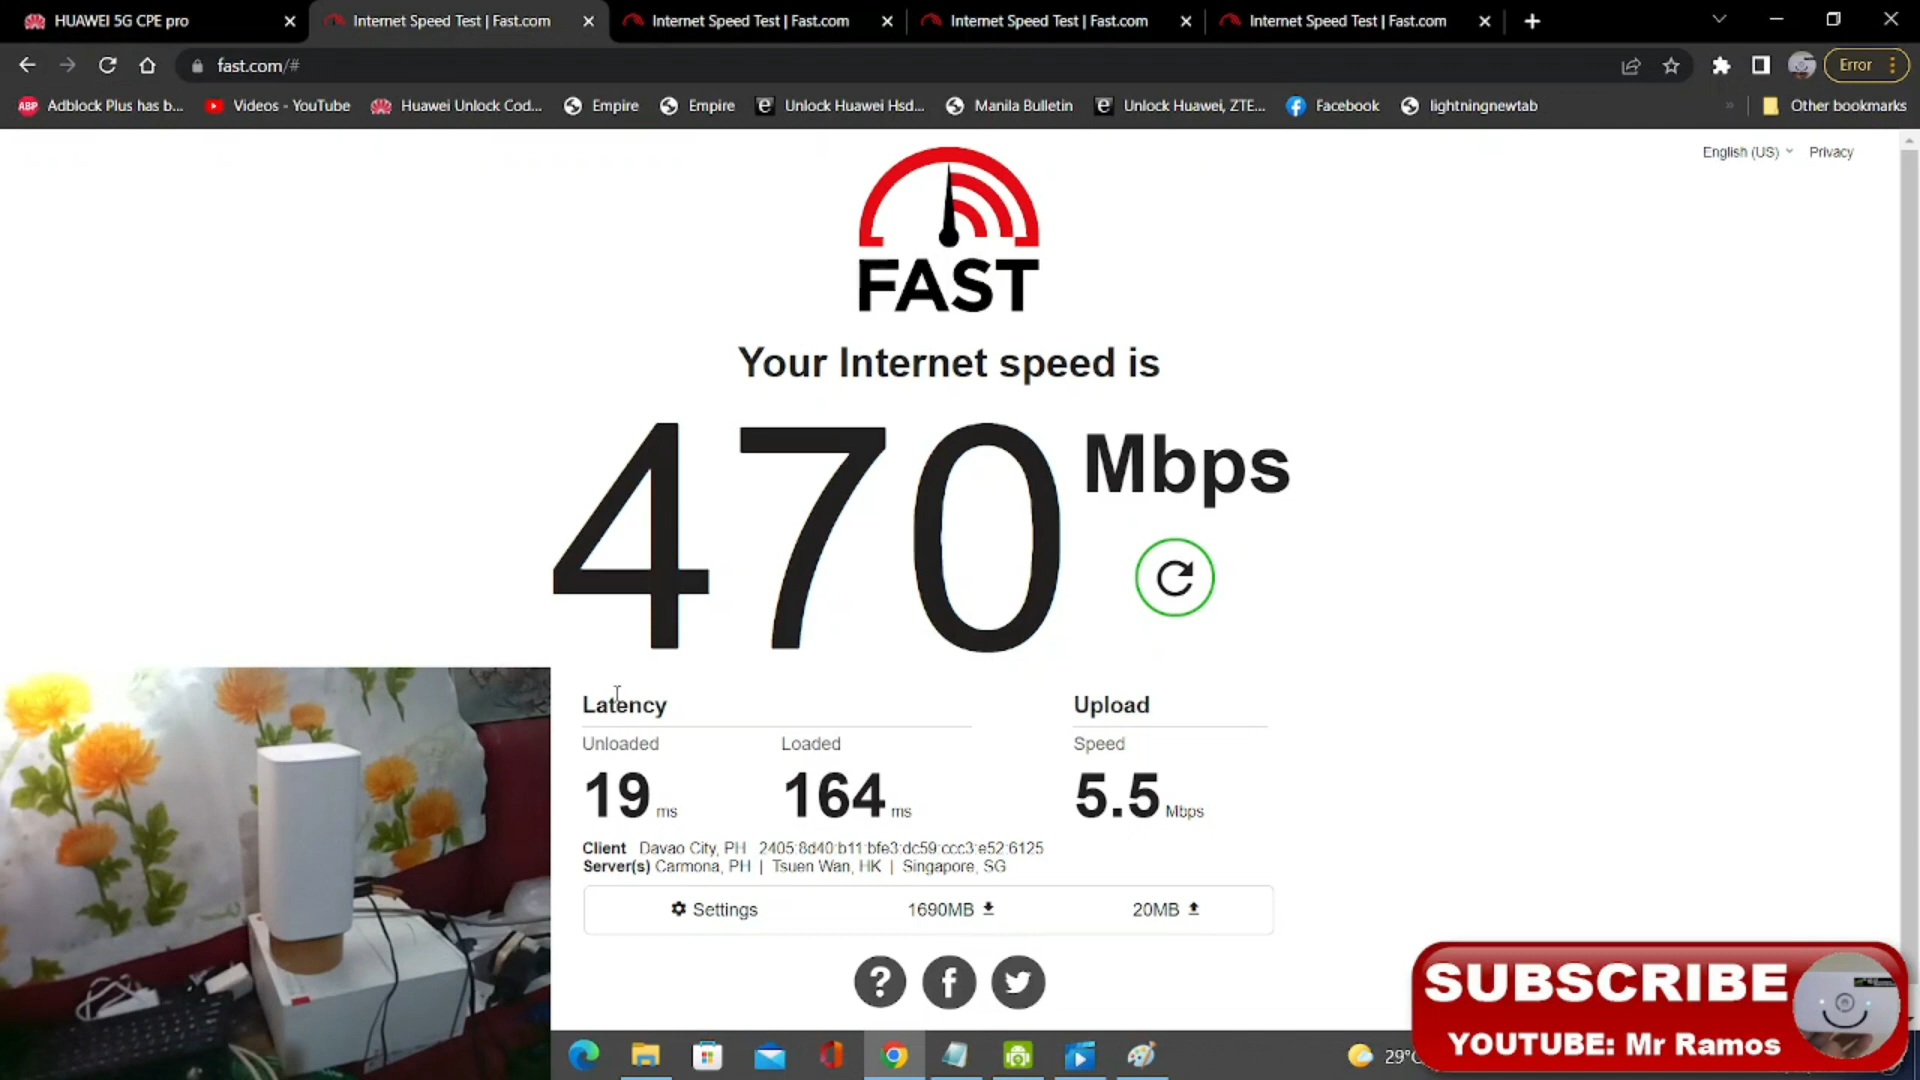 HUAWEI 5G CPE pro
Internet Speed Test | Fast.com
Internet Speed Test | Fast.com
Internet Speed Test | Fast.com
Internet Speed Test | Fast.com
fast.com/#
Error
ABP Adblock Plus has b...
Videos - YouTube
Huawei Unlock Cod...
Empire
Empire
Unlock Huawei Hsd...
Manila Bulletin
Unlock Huawei, ZTE...
Facebook
lightningnewtab
Other bookmarks
English (US) Privacy
FAST
Your Internet speed is
470 Mbps
Latency Upload
Unloaded Loaded Speed
19 ms 164 ms 5.5 Mbps
Client Davao City, PH 2405:8d40:b11:bfe3:dc59:ccc3:e52:6125
Server(s) Carmona, PH | Tsuen Wan, HK | Singapore, SG
Settings 1690MB 20MB
?
SUBSCRIBE
YOUTUBE: Mr Ramos
29°C